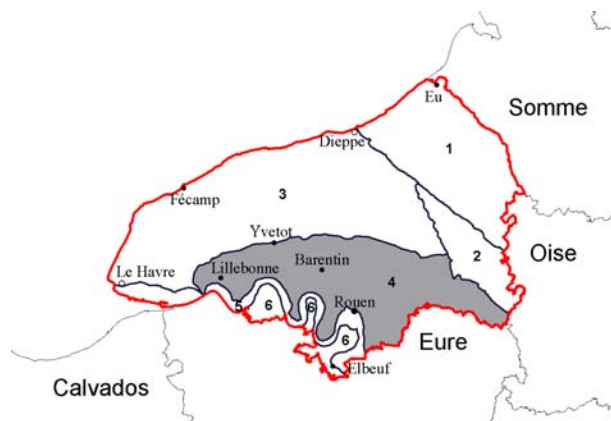 Eu
Somme
Dieppe
1
3
Fécamp
Yvetot
Oise
2
Le Havre
Lillebonne
Barentin
4
5
6
6
Rouen
6
Eure
Elbeuf
Calvados